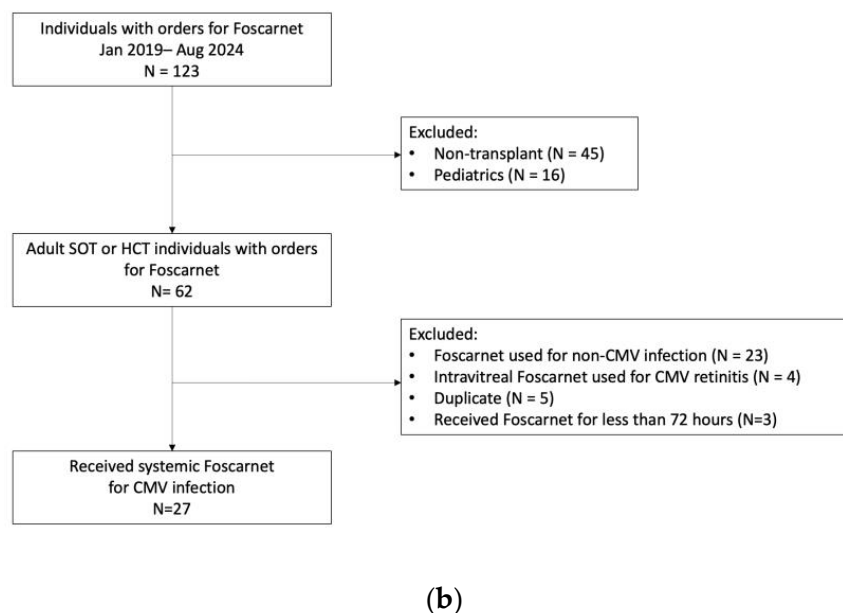 Individuals with orders for Foscarnet
Jan 2019– Aug 2024
N = 123
Excluded:
• Non-transplant (N = 45)
• Pediatrics (N = 16)
Adult SOT or HCT individuals with orders
for Foscarnet
N= 62
Excluded:
• Foscarnet used for non-CMV infection (N = 23)
• Intravitreal Foscarnet used for CMV retinitis (N = 4)
• Duplicate (N = 5)
• Received Foscarnet for less than 72 hours (N=3)
Received systemic Foscarnet
for CMV infection
N=27
(b)